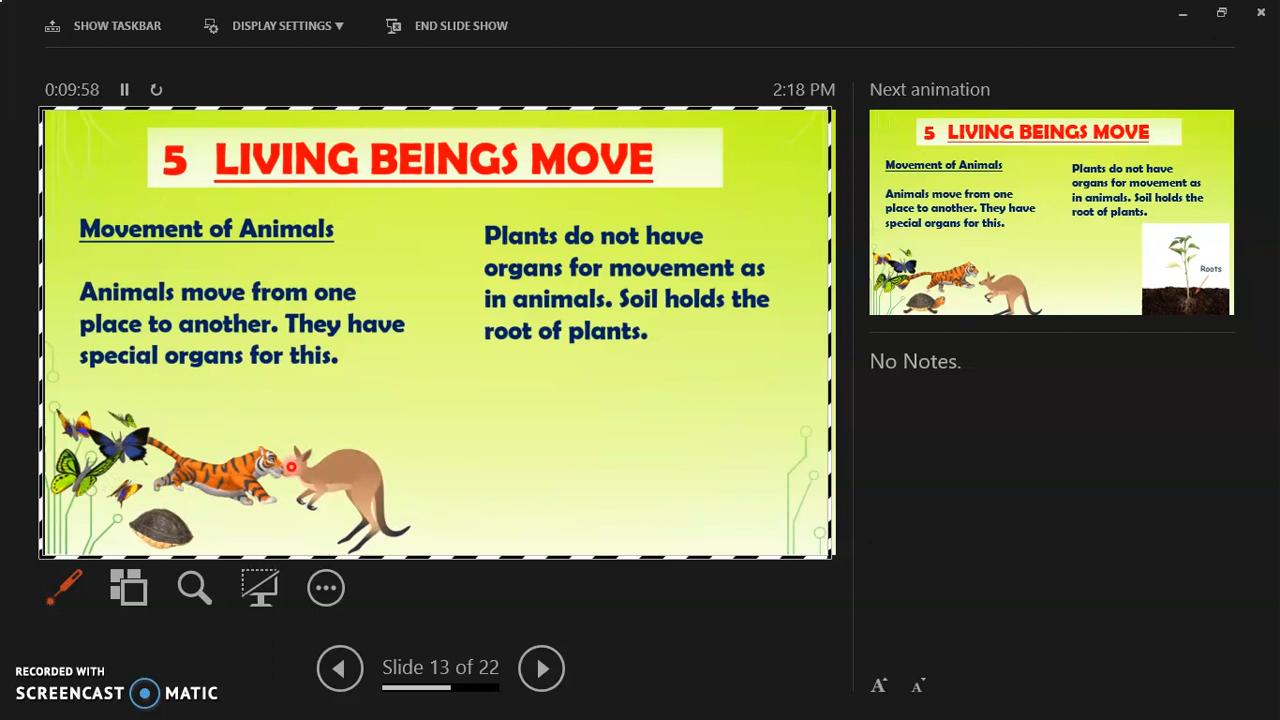 SHOW TASKBAR
DISPLAY SETTINGS ▼
END SLIDE SHOW
0:09:58
2:18 PM
5 LIVING BEINGS MOVE
Movement of Animals
Animals move from one
place to another. They have
special organs for this.
Plants do not have
organs for movement as
in animals. Soil holds the
root of plants.
Slide 13 of 22
RECORDED WITH
SCREENCAST MATIC
Next animation
5 LIVING BEINGS MOVE
Movement of Animals
Animals move from one
place to another. They have
special organs for this.
Plants do not have
organs for movement as
in animals. Soil holds the
root of plants.
Roots
No Notes.
A A